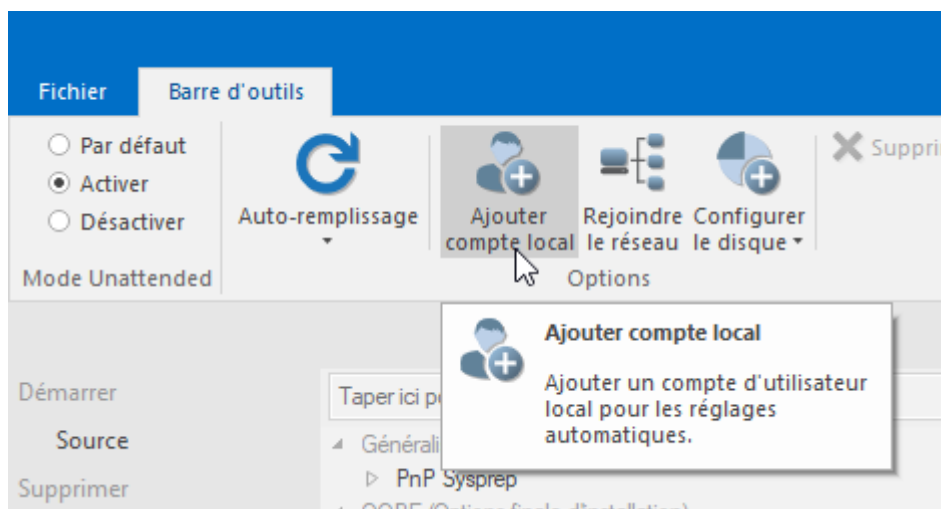 Fichier
Barre d'outils
Par défaut
Activer
Désactiver
Mode Unattended
Auto-remplissage
Ajouter
compte local
Rejoindre
le réseau
Configurer
le disque
Options
Ajouter compte local
Ajouter un compte d'utilisateur
local pour les réglages
automatiques.
Démarrer
Source
Supprimer
Taper ici
PnP Sysprep